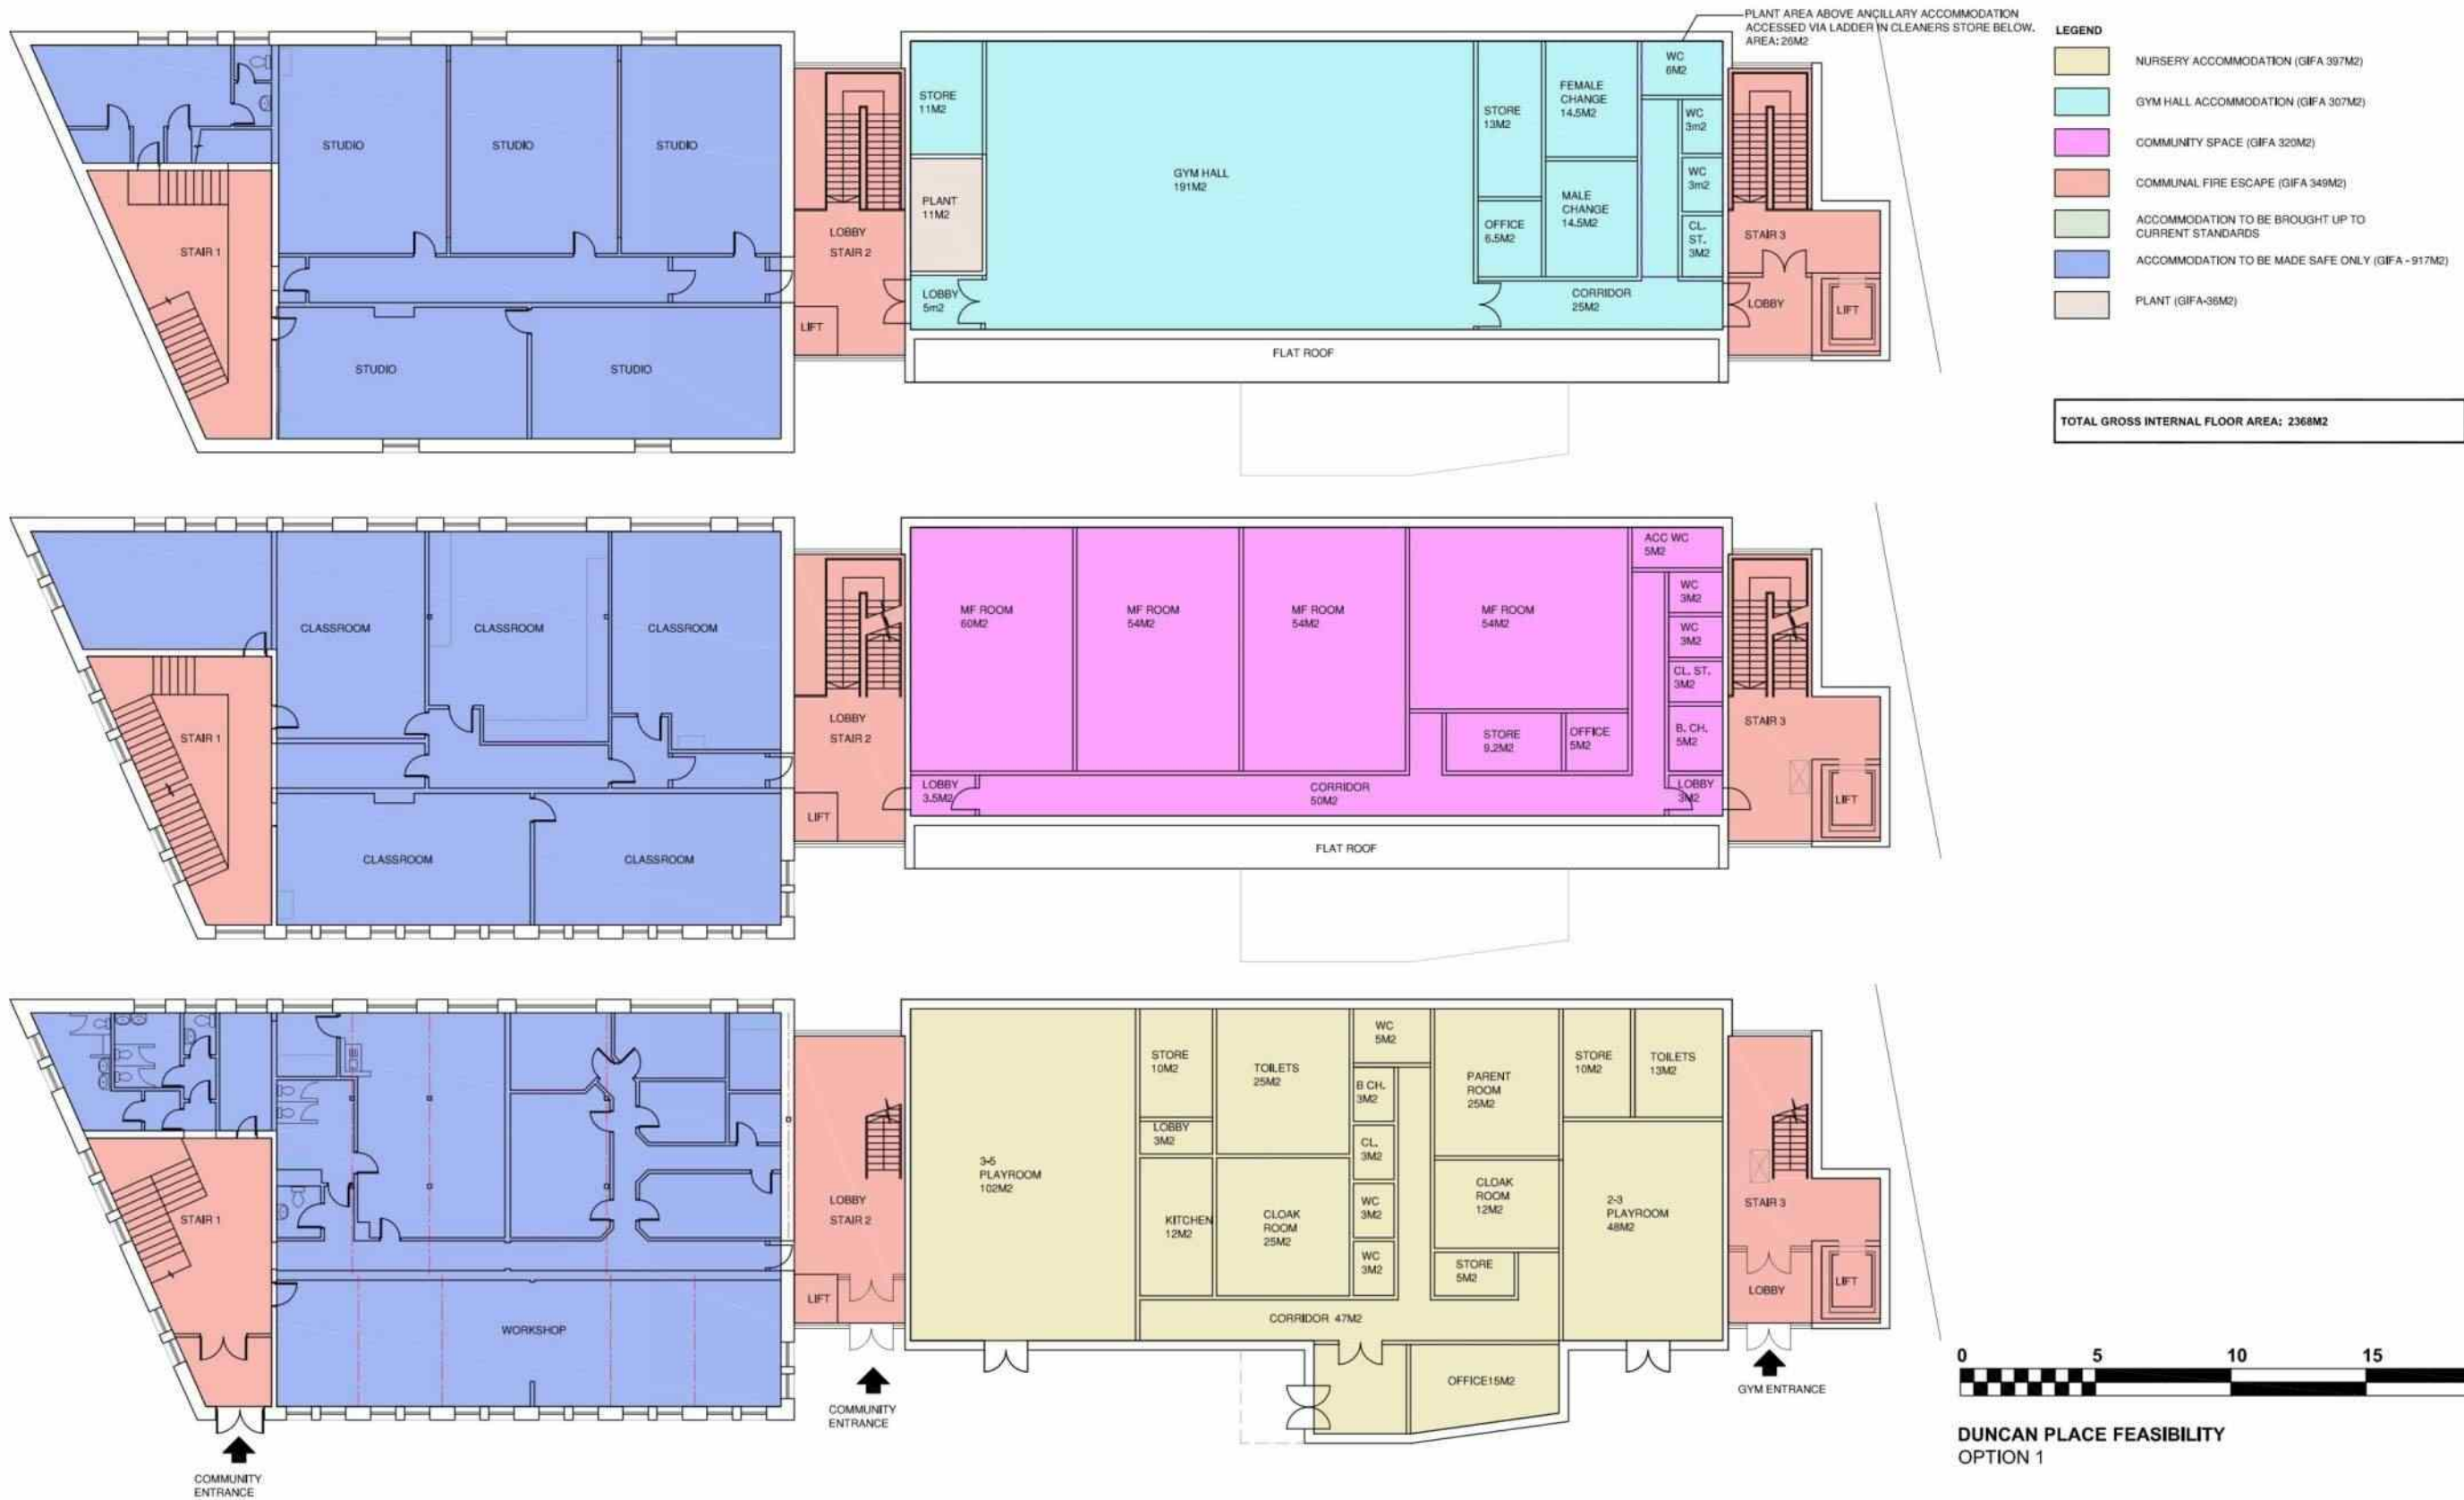 PLANT AREA ABOVE ANCILLARY ACCOMMODATION
ACCESSED VIA LADDER IN CLEANERS STORE BELOW.
AREA: 26M2
STUDIO
STUDIO
STUDIO
STAIR 1
STUDIO
STUDIO
LOBBY
STAIR 2
LIFT
STORE
11M2
PLANT
11M2
LOBBY
5m2
GYM HALL
191M2
STORE
13M2
OFFICE
6.5M2
FEMALE
CHANGE
14.5M2
MALE
CHANGE
14.5M2
WC
6M2
WC
3m2
WC
3m2
CL.
ST.
3M2
CORRIDOR
25M2
FLAT ROOF
STAIR 3
LOBBY
LIFT
LEGEND
NURSERY ACCOMMODATION (GIFA 397M2)
GYM HALL ACCOMMODATION (GIFA 307M2)
COMMUNITY SPACE (GIFA 320M2)
COMMUNAL FIRE ESCAPE (GIFA 349M2)
ACCOMMODATION TO BE BROUGHT UP TO
CURRENT STANDARDS
ACCOMMODATION TO BE MADE SAFE ONLY (GIFA - 917M2)
PLANT (GIFA-36M2)
TOTAL GROSS INTERNAL FLOOR AREA: 2368M2
CLASSROOM
CLASSROOM
CLASSROOM
STAIR 1
CLASSROOM
CLASSROOM
LOBBY
STAIR 2
LIFT
MF ROOM
60M2
MF ROOM
54M2
MF ROOM
54M2
MF ROOM
54M2
STORE
9.2M2
OFFICE
5M2
ACC WC
5M2
WC
3M2
WC
3M2
CL. ST.
3M2
B. CH.
5M2
LOBBY
3M2
LOBBY
3.5M2
CORRIDOR
50M2
FLAT ROOF
STAIR 3
LIFT
STAIR 1
WORKSHOP
LOBBY
STAIR 2
LIFT
3-5
PLAYROOM
102M2
STORE
10M2
LOBBY
3M2
KITCHEN
12M2
TOILETS
25M2
CLOAK
ROOM
25M2
WC
5M2
B CH.
3M2
CL.
3M2
WC
3M2
WC
3M2
PARENT
ROOM
25M2
CLOAK
ROOM
12M2
STORE
5M2
STORE
10M2
TOILETS
13M2
2-3
PLAYROOM
48M2
CORRIDOR 47M2
OFFICE15M2
STAIR 3
LOBBY
LIFT
COMMUNITY
ENTRANCE
COMMUNITY
ENTRANCE
GYM ENTRANCE
0 5 10 15
DUNCAN PLACE FEASIBILITY
OPTION 1